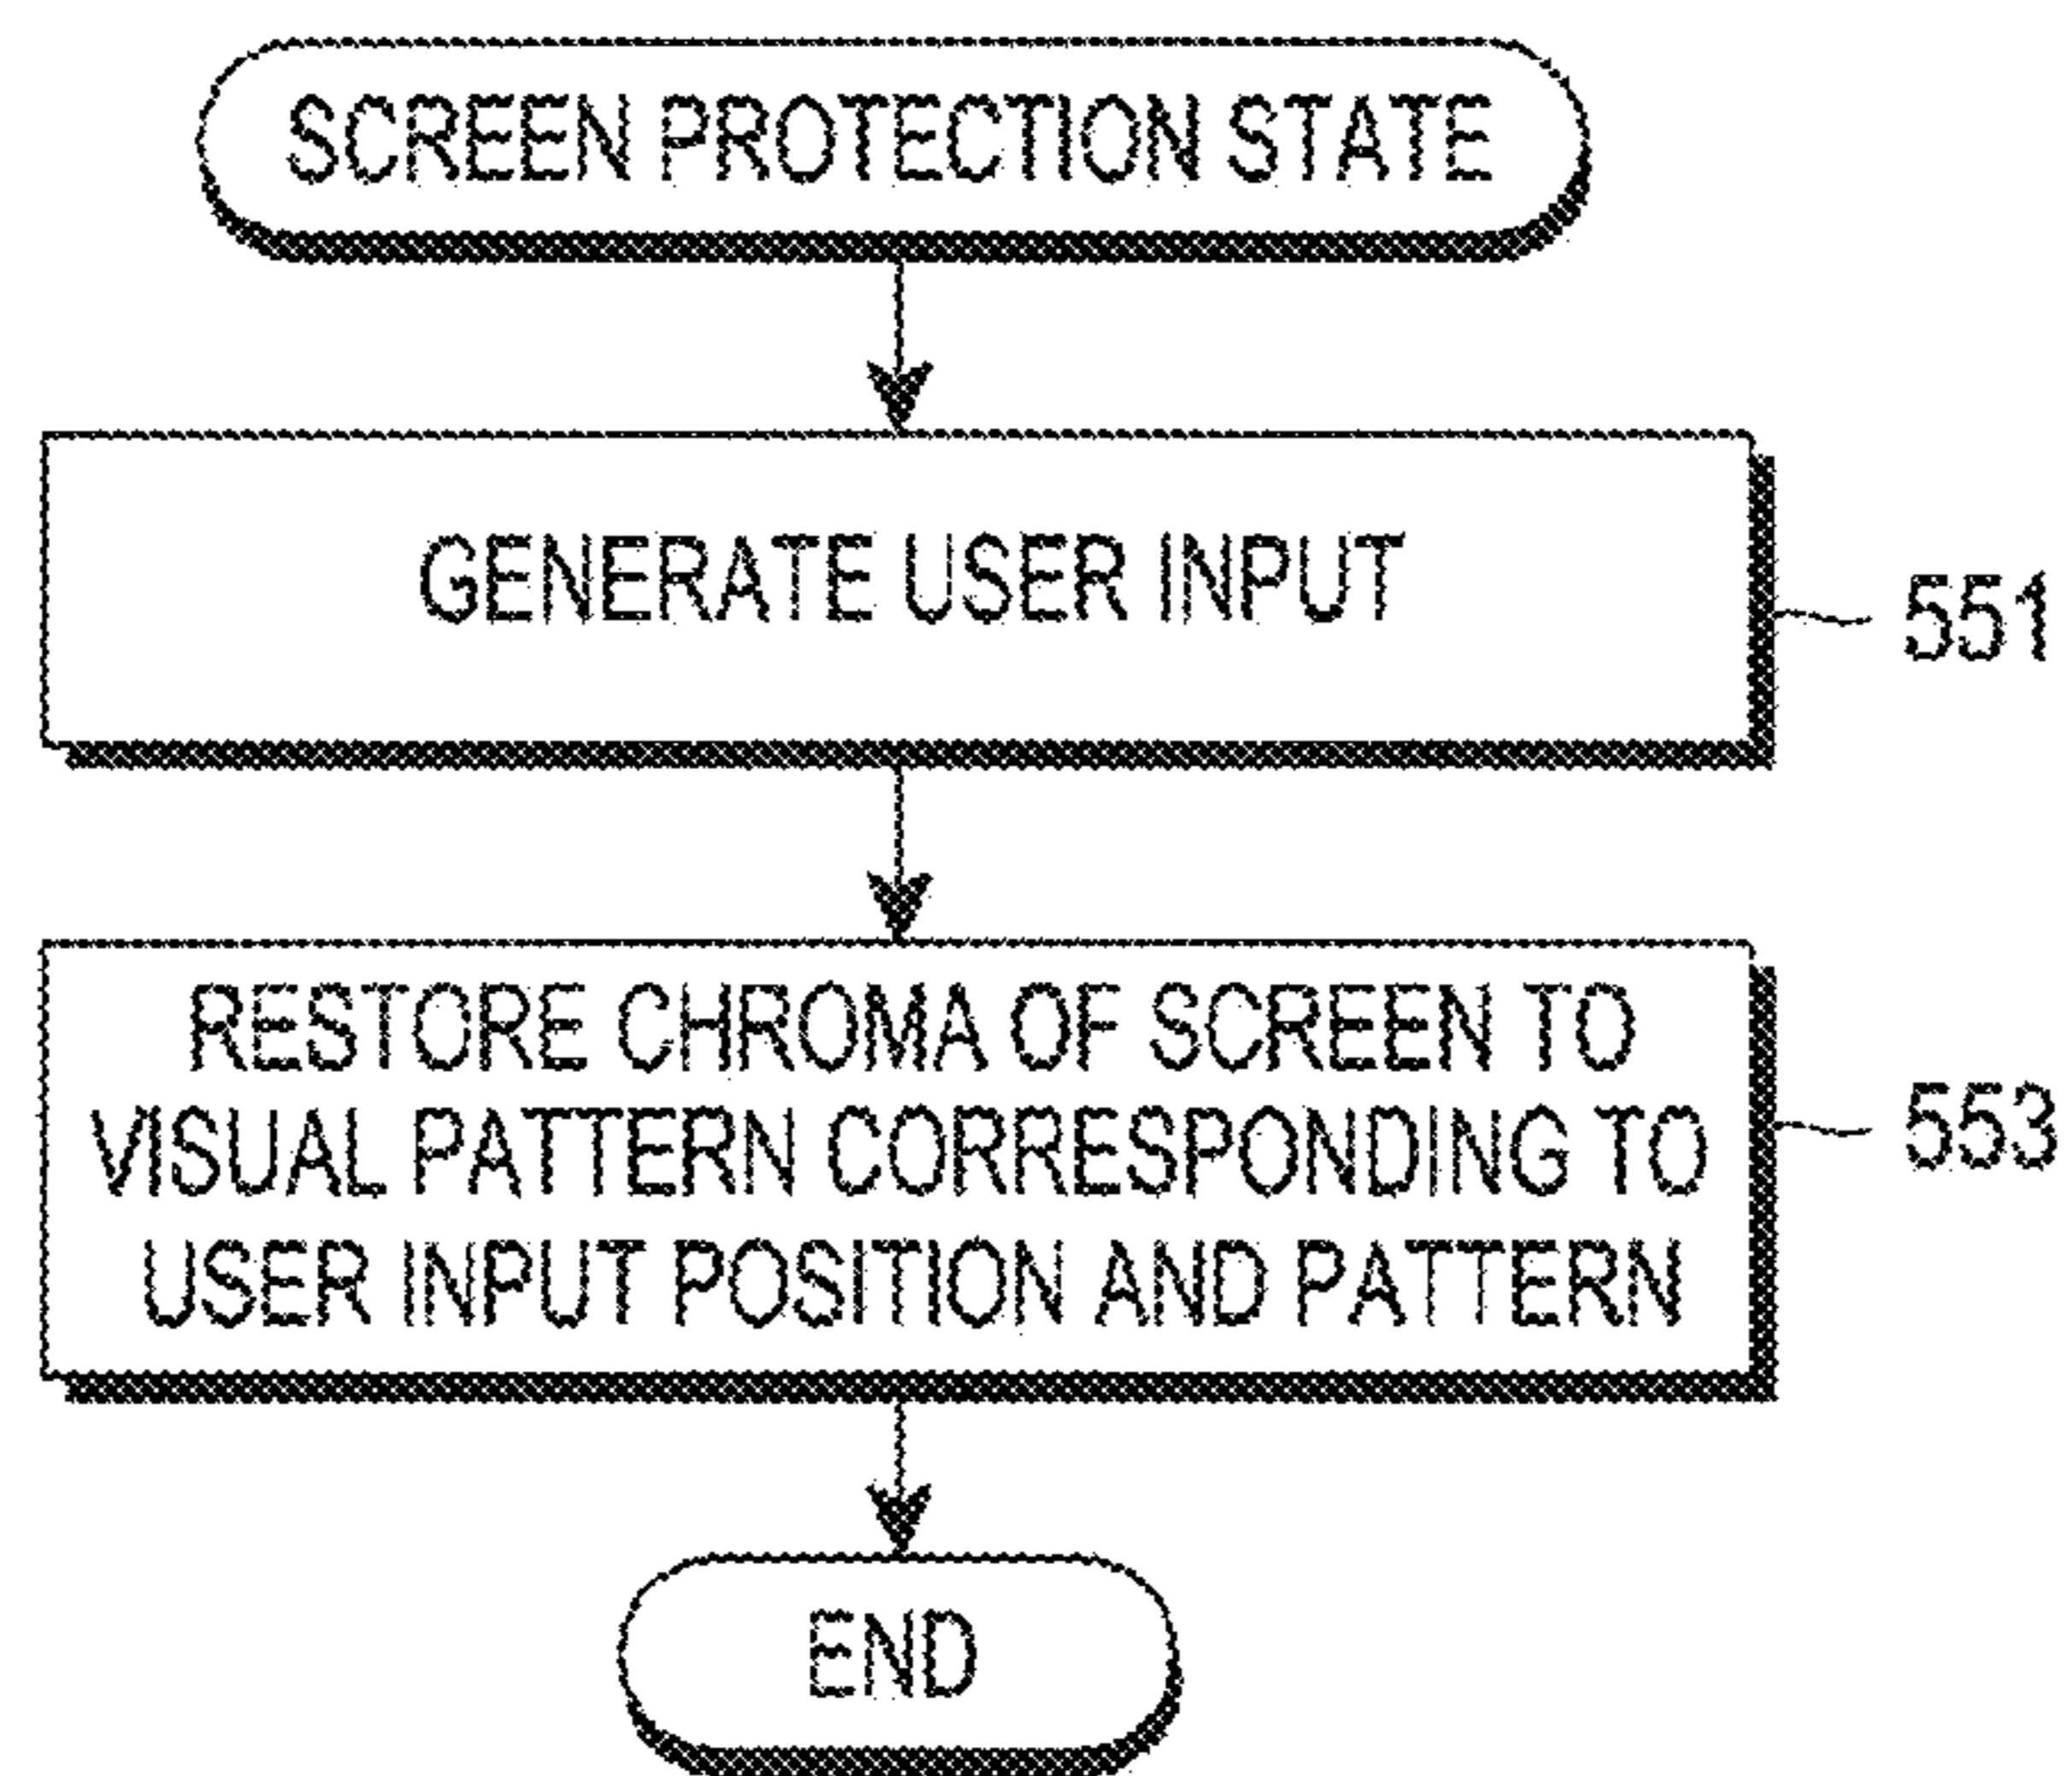 SCREEN PROTECTION STATE
GENERATE USER INPUT
551
RESTORE CHROMA OF SCREEN TO
VISUAL PATTERN CORRESPONDING TO
USER INPUT POSITION AND PATTERN
553
END